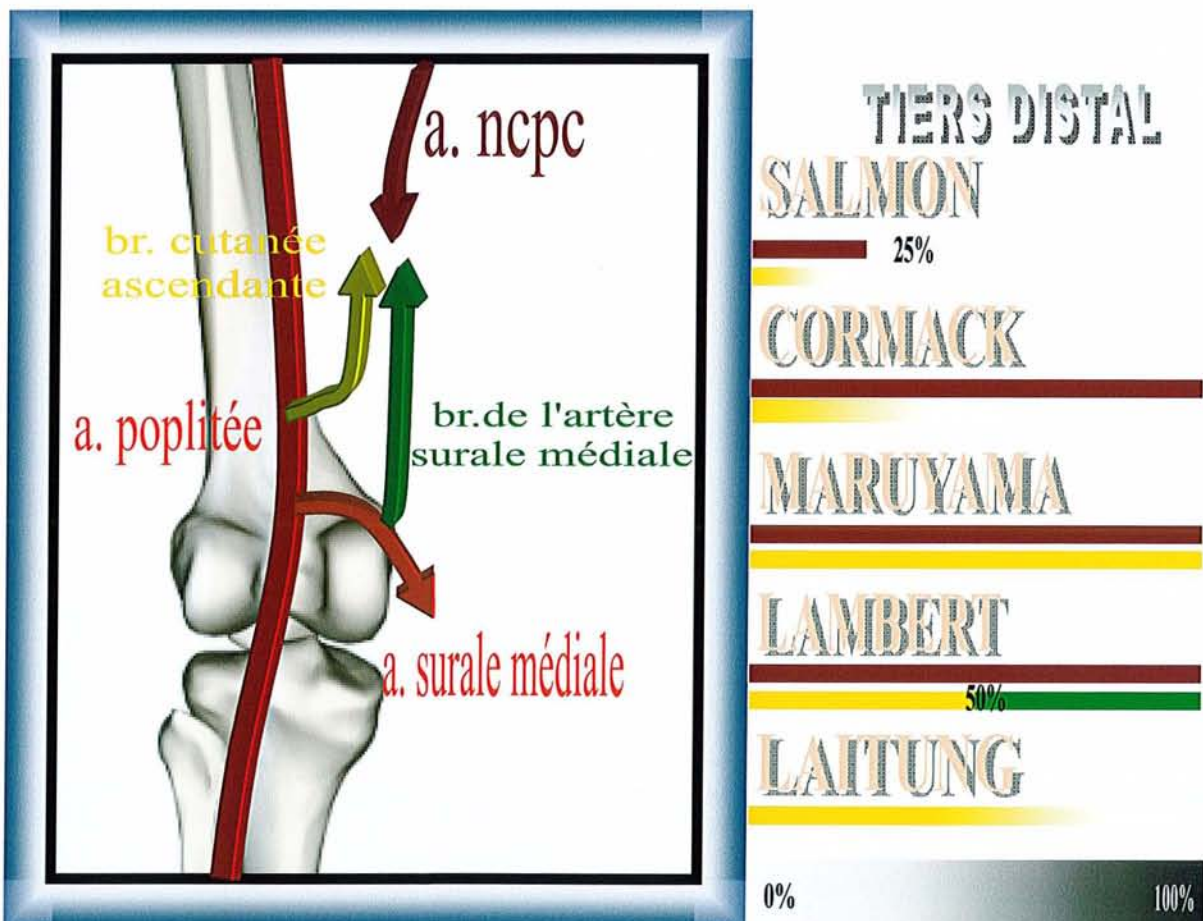 a. ncpc
br. cutanée
ascendante
a. poplitée
br.de l'artère
surale médiale
a. surale médiale
TIERS DISTAL
SALMON
25%
CORMACK
MARUYAMA
LAMBERT
50%
LAITUNG
0%
100%